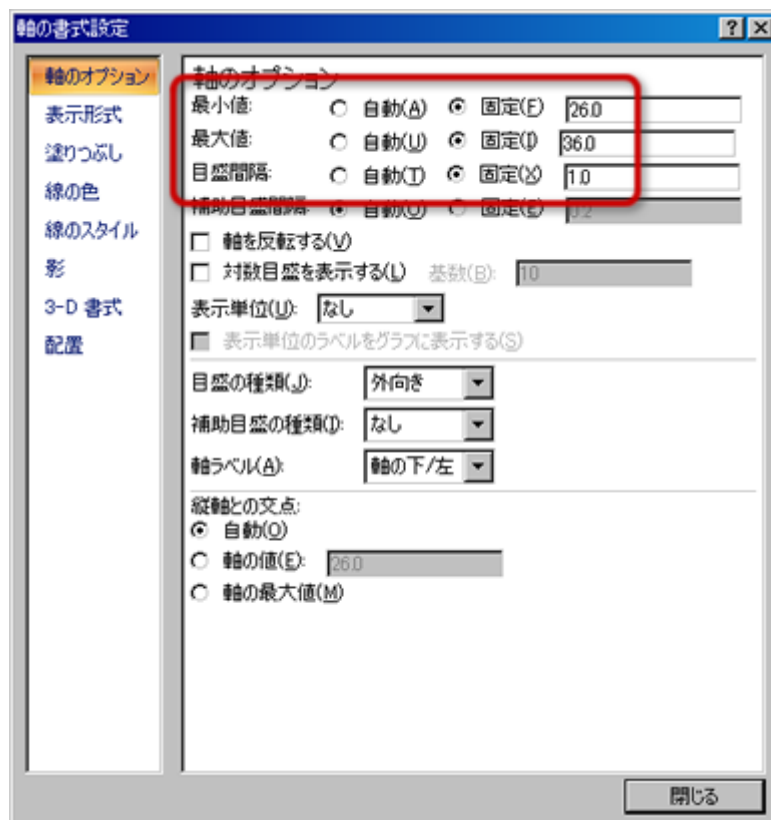 軸の書式設定
軸のオプション
表示形式
塗りつぶし
線の色
線のスタイル
影
3-D 書式
配置
軸のオプション
最小値: 自動(A) 固定(F) 26.0
最大値: 自動(U) 固定(I) 36.0
目盛間隔: 自動(T) 固定(X) 1.0
補助目盛間隔: 自動(O) 固定(E) 0.2
軸を反転する(V)
対数目盛を表示する(L) 基数(B): 10
表示単位(U): なし
表示単位のラベルをグラフに表示する(S)
目盛の種類(J): 外向き
補助目盛の種類(I): なし
軸ラベル(A): 軸の下/左
縦軸との交点:
自動(O)
軸の値(E): 26.0
軸の最大値(M)
閉じる